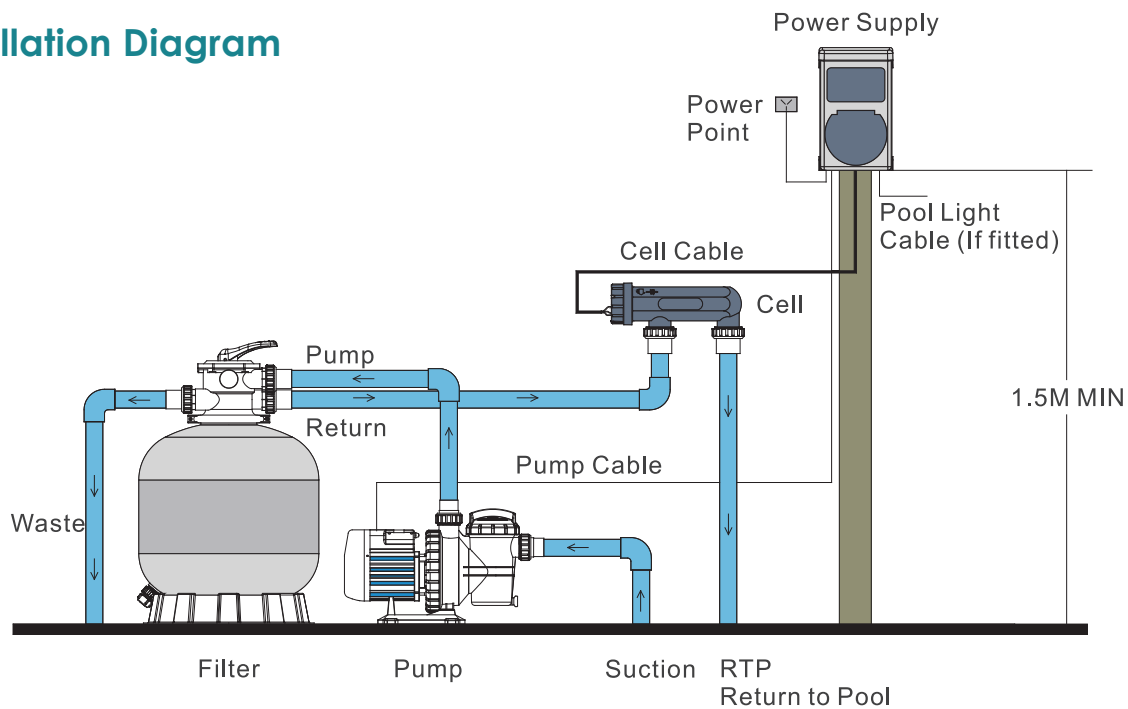 llation Diagram
Power Supply
Power
Point
Pool Light
Cable (If fitted)
Cell Cable
Cell
Pump
1.5M MIN
Return
Pump Cable
Waste
Filter
Pump
Suction
RTP
Return to Pool